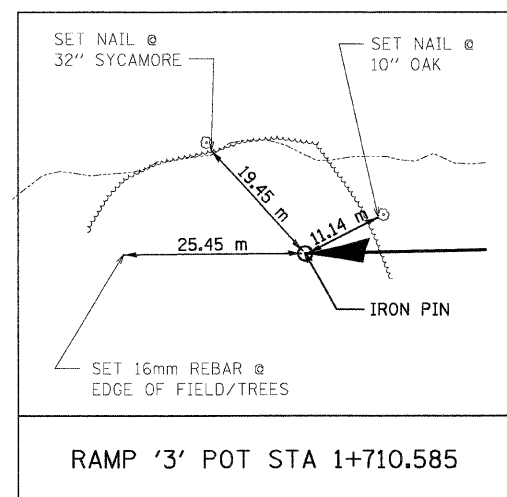 SET NAIL @
32" SYCAMORE
SET NAIL @
10" OAK
19.45 m
11.14 m
25.45 m
IRON PIN
SET 16mm REBAR @
EDGE OF FIELD/TREES
RAMP '3' POT STA 1+710.585